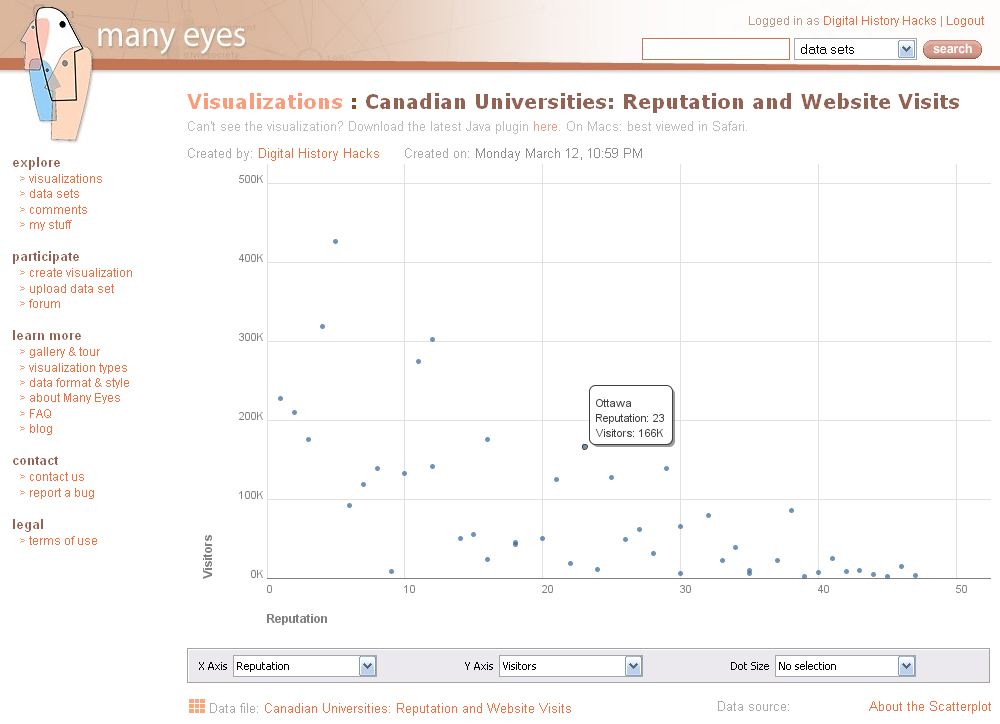 many eyes
Logged in as Digital History Hacks | Logout
data sets search
Visualizations : Canadian Universities: Reputation and Website Visits
Can't see the visualization? Download the latest Java plugin here. On Macs: best viewed in Safari.
Created by: Digital History Hacks Created on: Monday March 12, 10:59 PM
explore
> visualizations
> data sets
> comments
> my stuff
participate
> create visualization
> upload data set
> forum
learn more
> gallery & tour
> visualization types
> data format & style
> about Many Eyes
> FAQ
> blog
contact
> contact us
> report a bug
legal
> terms of use
500K
400K
300K
200K
100K
0K
Visitors
Ottawa
Reputation: 23
Visitors: 166K
0 10 20 30 40 50
Reputation
X Axis Reputation Y Axis Visitors Dot Size No selection
Data file: Canadian Universities: Reputation and Website Visits Data source: About the Scatterplot